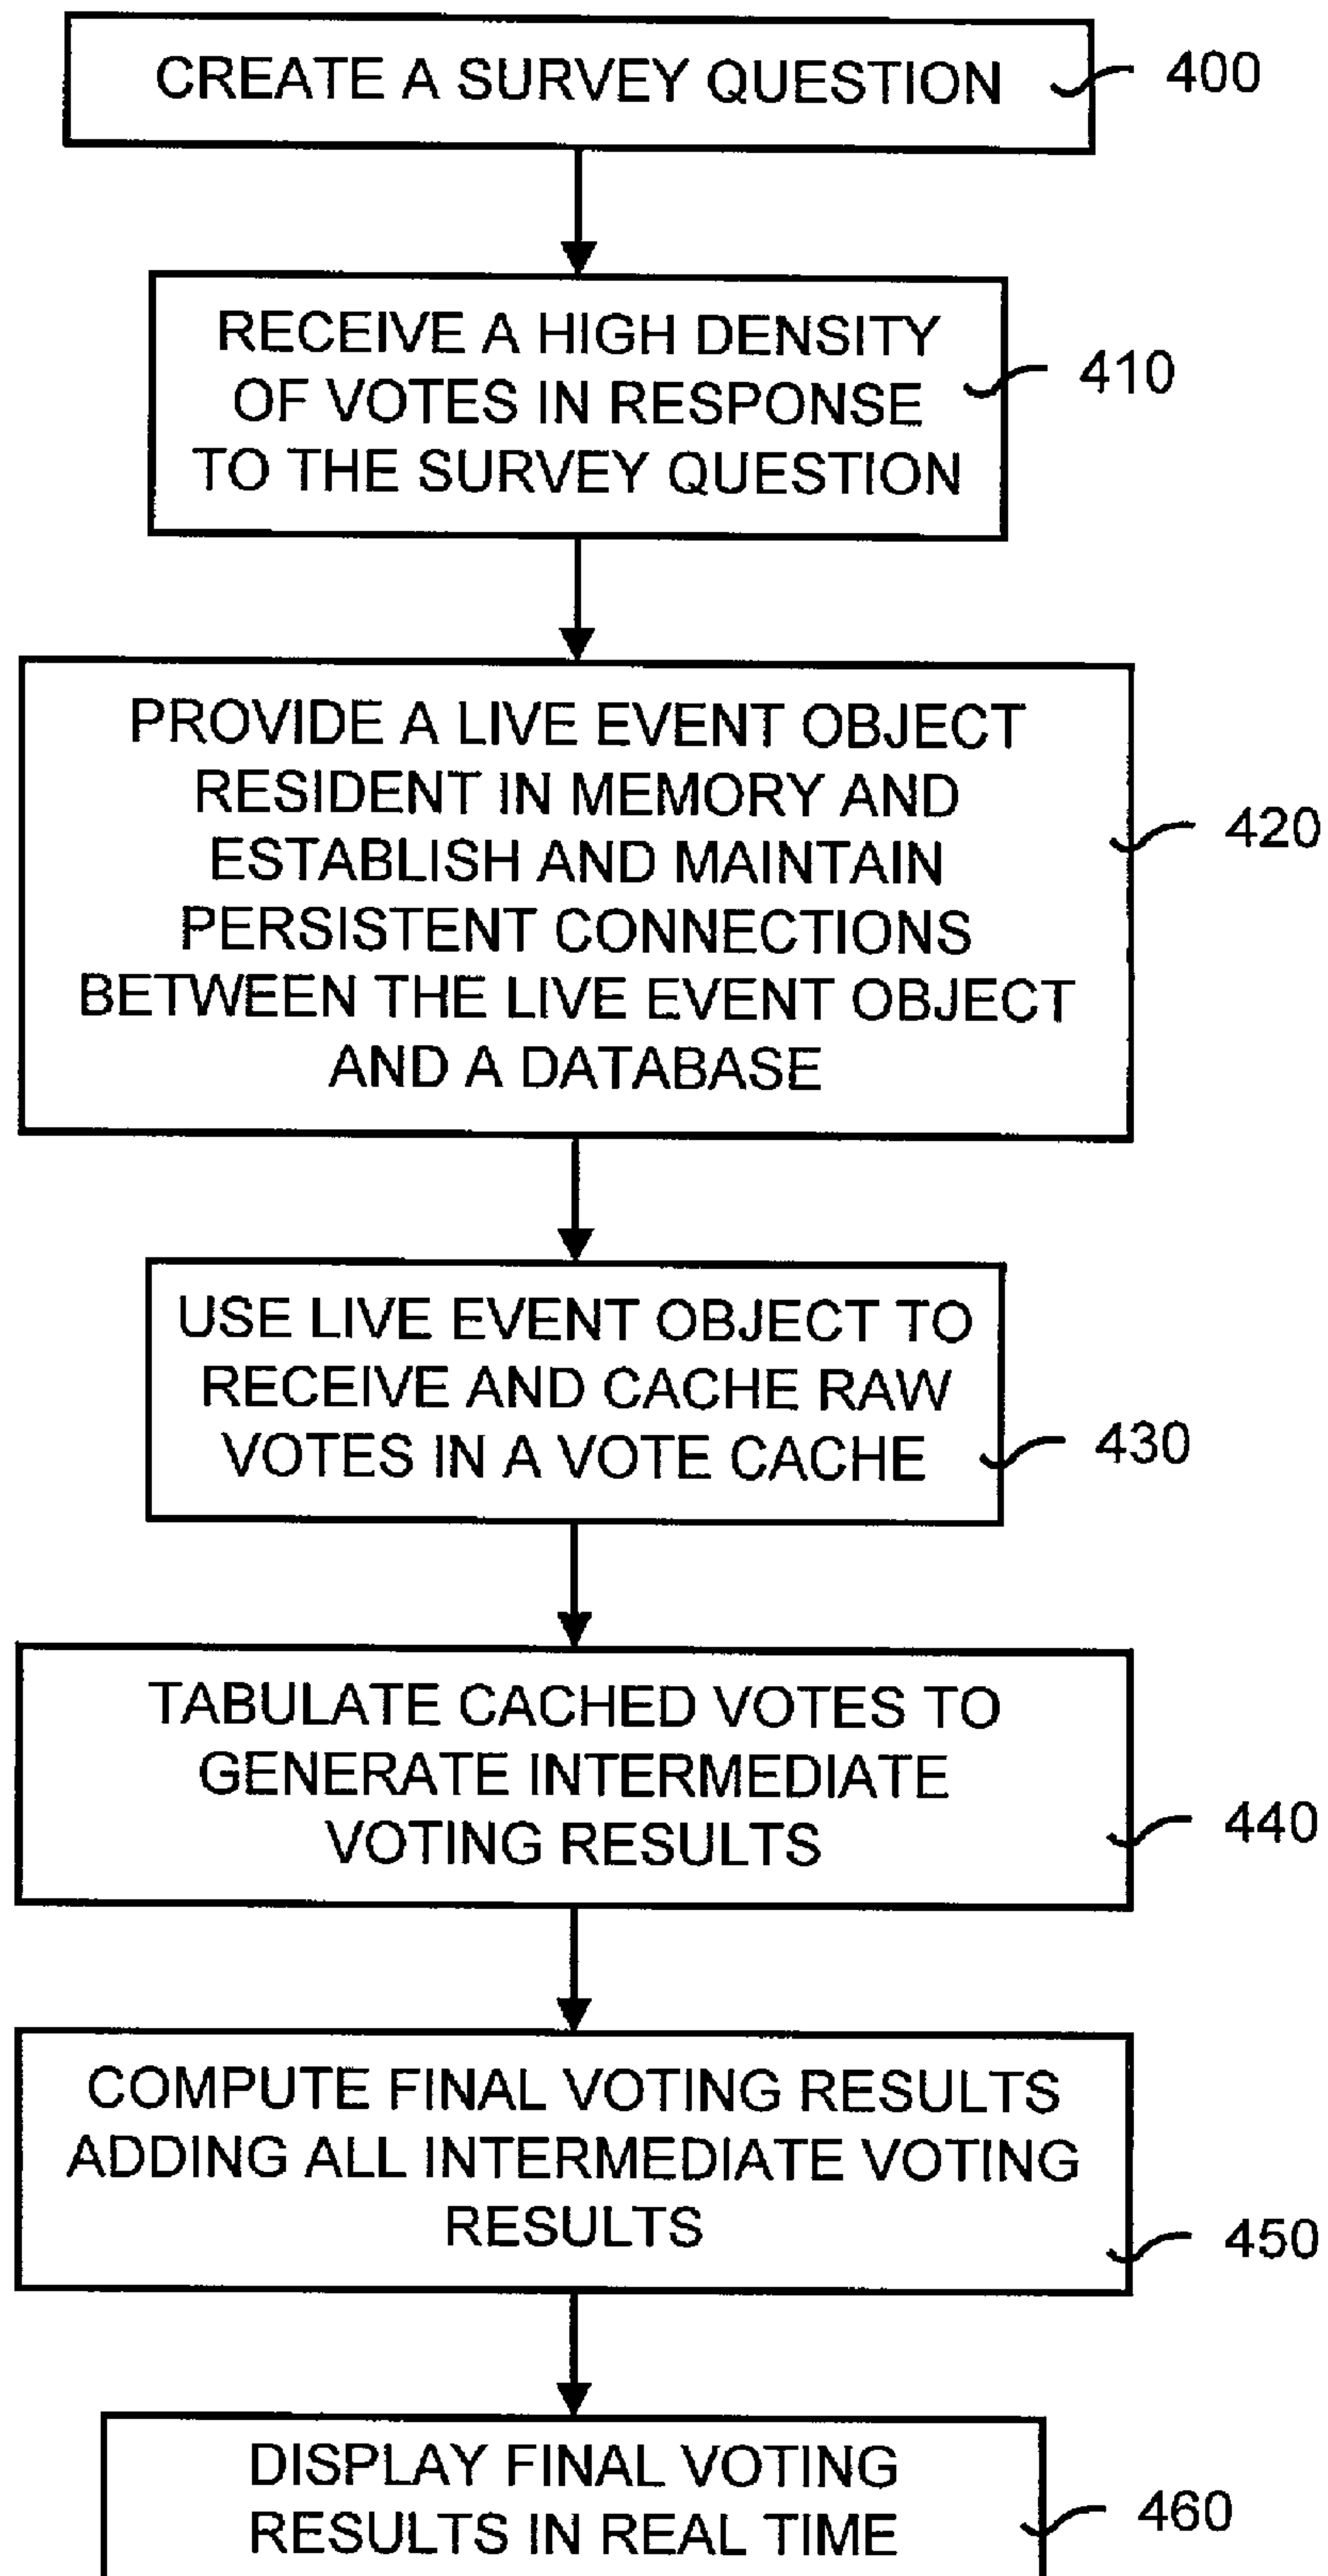 CREATE A SURVEY QUESTION
400
RECEIVE A HIGH DENSITY
OF VOTES IN RESPONSE
TO THE SURVEY QUESTION
410
PROVIDE A LIVE EVENT OBJECT
RESIDENT IN MEMORY AND
ESTABLISH AND MAINTAIN
PERSISTENT CONNECTIONS
BETWEEN THE LIVE EVENT OBJECT
AND A DATABASE
420
USE LIVE EVENT OBJECT TO
RECEIVE AND CACHE RAW
VOTES IN A VOTE CACHE
430
TABULATE CACHED VOTES TO
GENERATE INTERMEDIATE
VOTING RESULTS
440
COMPUTE FINAL VOTING RESULTS
ADDING ALL INTERMEDIATE VOTING
RESULTS
450
DISPLAY FINAL VOTING
RESULTS IN REAL TIME
460